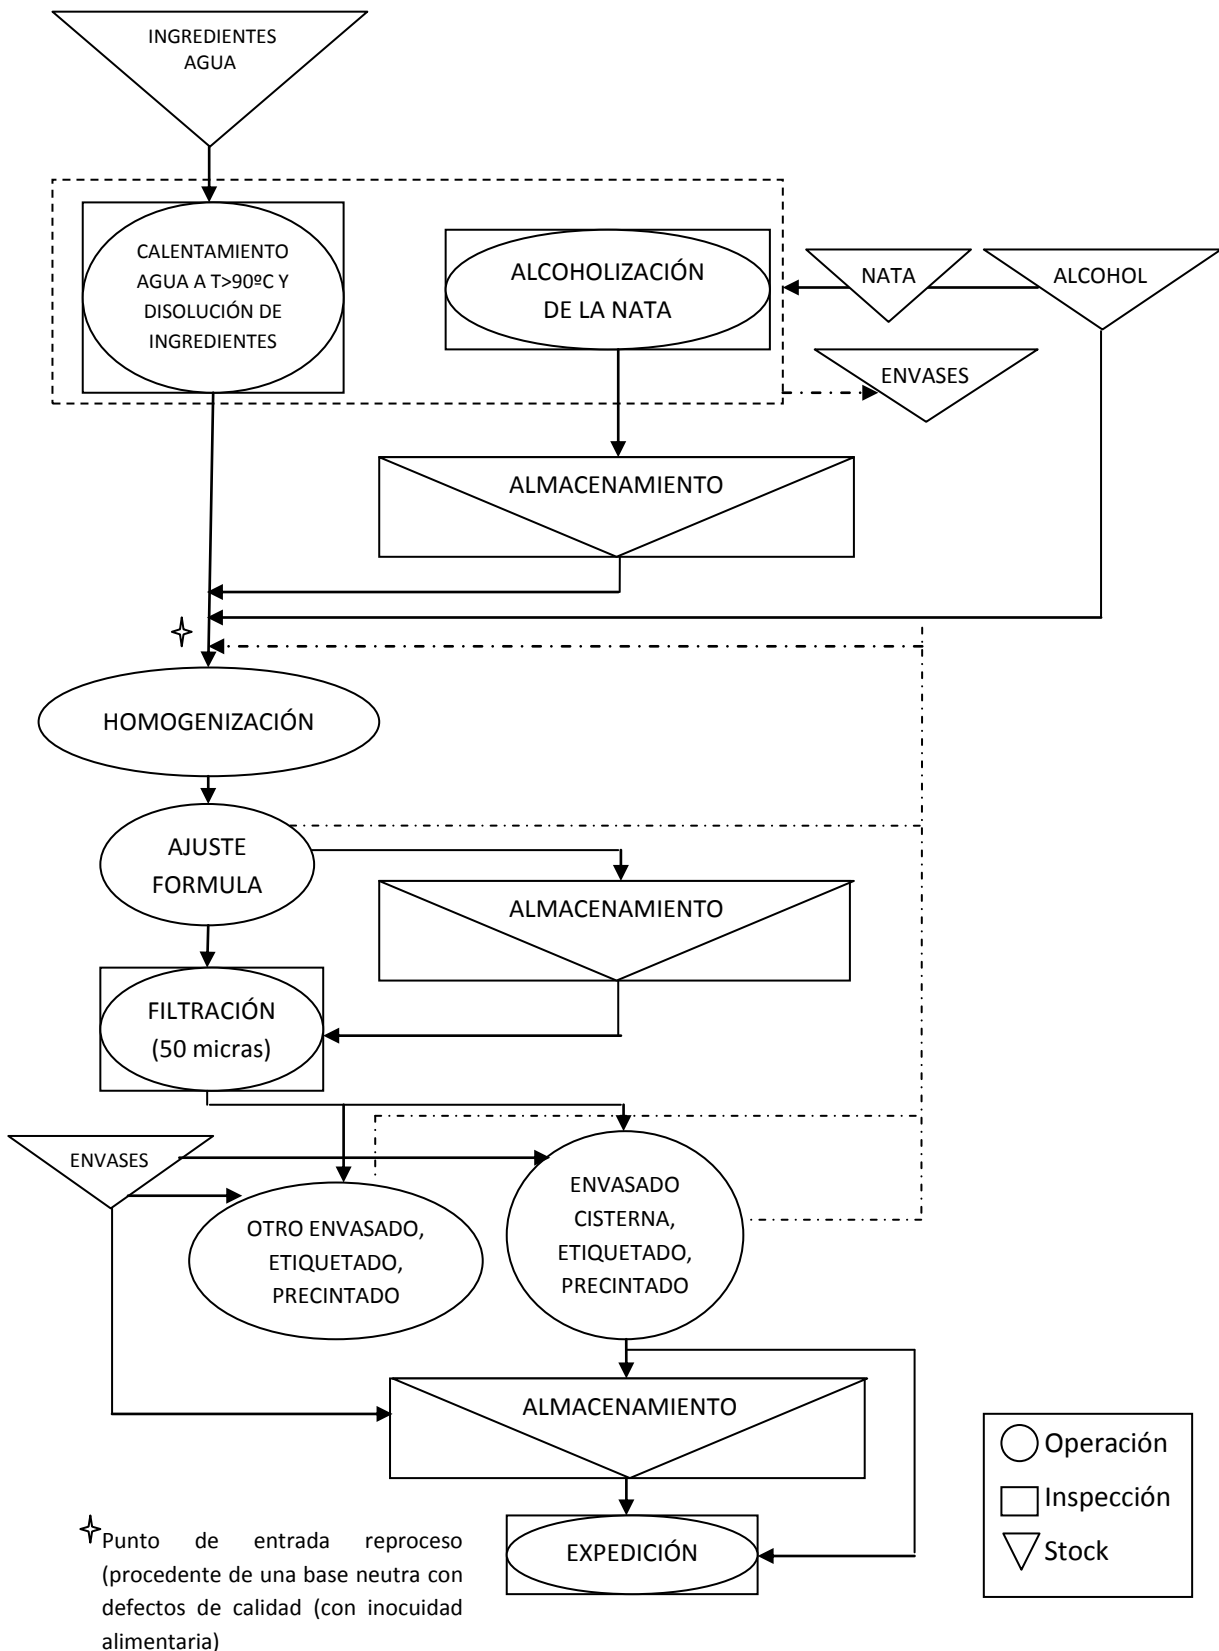 INGREDIENTES
AGUA
CALENTAMIENTO
AGUA A T>90ºC Y
DISOLUCIÓN DE
INGREDIENTES
ALCOHOLIZACIÓN
DE LA NATA
NATA
ALCOHOL
ENVASES
ALMACENAMIENTO
HOMOGENIZACIÓN
AJUSTE
FORMULA
ALMACENAMIENTO
FILTRACIÓN
(50 micras)
ENVASES
OTRO ENVASADO,
ETIQUETADO,
PRECINTADO
ENVASADO
CISTERNA,
ETIQUETADO,
PRECINTADO
ALMACENAMIENTO
EXPEDICIÓN
Operación
Inspección
Stock
Punto de entrada reproceso
(procedente de una base neutra con
defectos de calidad (con inocuidad
alimentaria)